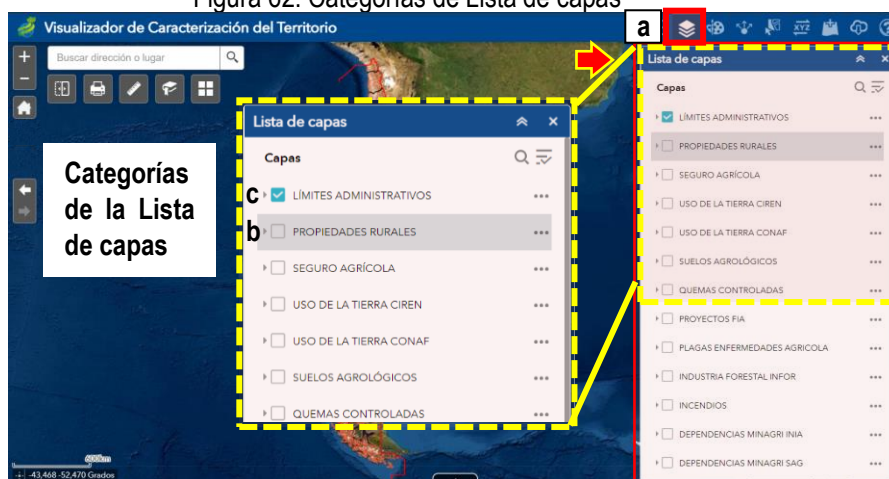 Figura 02. Categorías de Lista de capas
Visualizador de Caracterización del Territorio
a
XYZ
?
+
Buscar dirección o lugar
−
Categorías
de la Lista
de capas
Lista de capas
Capas
c LÍMITES ADMINISTRATIVOS
b PROPIEDADES RURALES
SEGURO AGRÍCOLA
USO DE LA TIERRA CIREN
USO DE LA TIERRA CONAF
SUELOS AGROLÓGICOS
QUEMAS CONTROLADAS
Lista de capas
Capas
LÍMITES ADMINISTRATIVOS
PROPIEDADES RURALES
SEGURO AGRÍCOLA
USO DE LA TIERRA CIREN
USO DE LA TIERRA CONAF
SUELOS AGROLÓGICOS
QUEMAS CONTROLADAS
PROYECTOS FIA
PLAGAS ENFERMEDADES AGRICOLA
INDUSTRIA FORESTAL INFOR
INCENDIOS
DEPENDENCIAS MINAGRI INIA
DEPENDENCIAS MINAGRI SAG
600km
-43,468 -52,470 Grados